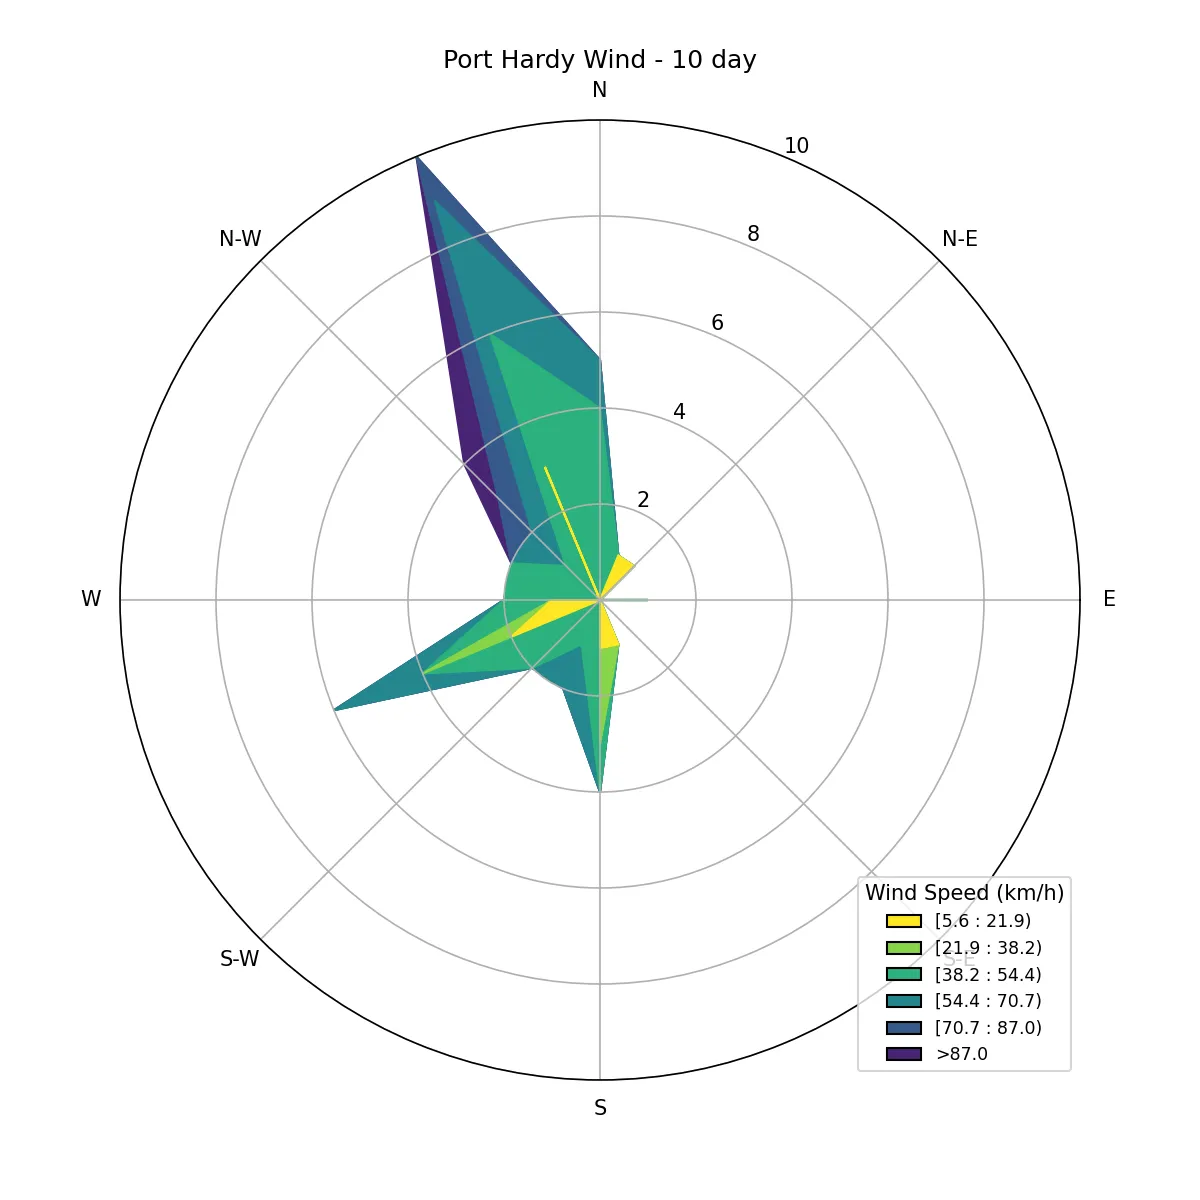 Port Hardy Wind - 10 day
N
10
N-W
N-E
8
6
4
2
W
E
Wind Speed (km/h)
[5.6 : 21.9)
[21.9 : 38.2)
S-W
S-E
[38.2 : 54.4)
[54.4 : 70.7)
[70.7 : 87.0)
>87.0
S